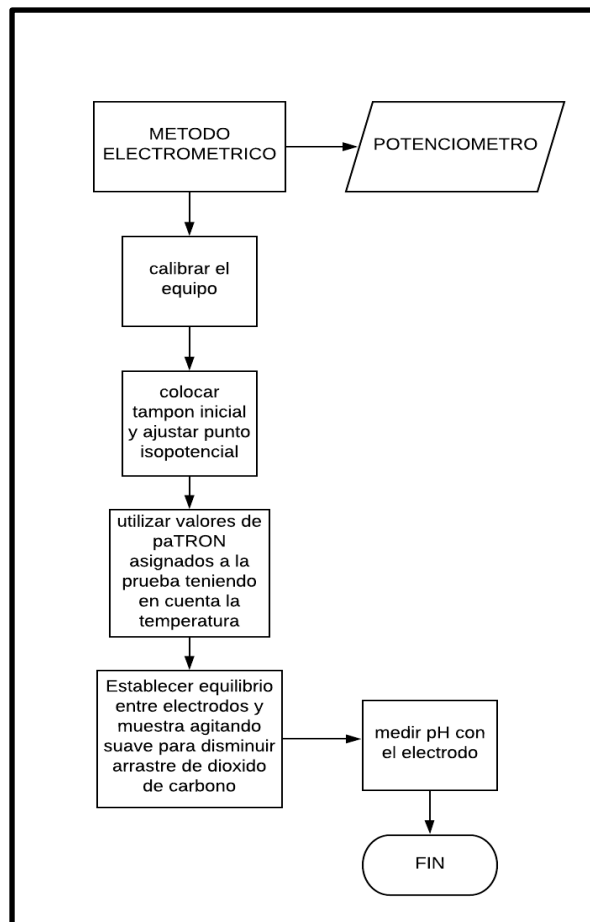 METODO
ELECTROMETRICO
POTENCIOMETRO
calibrar el
equipo
colocar
tampon inicial
y ajustar punto
isopotencial
utilizar valores de
paTRON
asignados a la
prueba teniendo
en cuenta la
temperatura
Establecer equilibrio
entre electrodos y
muestra agitando
suave para disminuir
arrastre de dioxido
de carbono
medir pH con
el electrodo
FIN